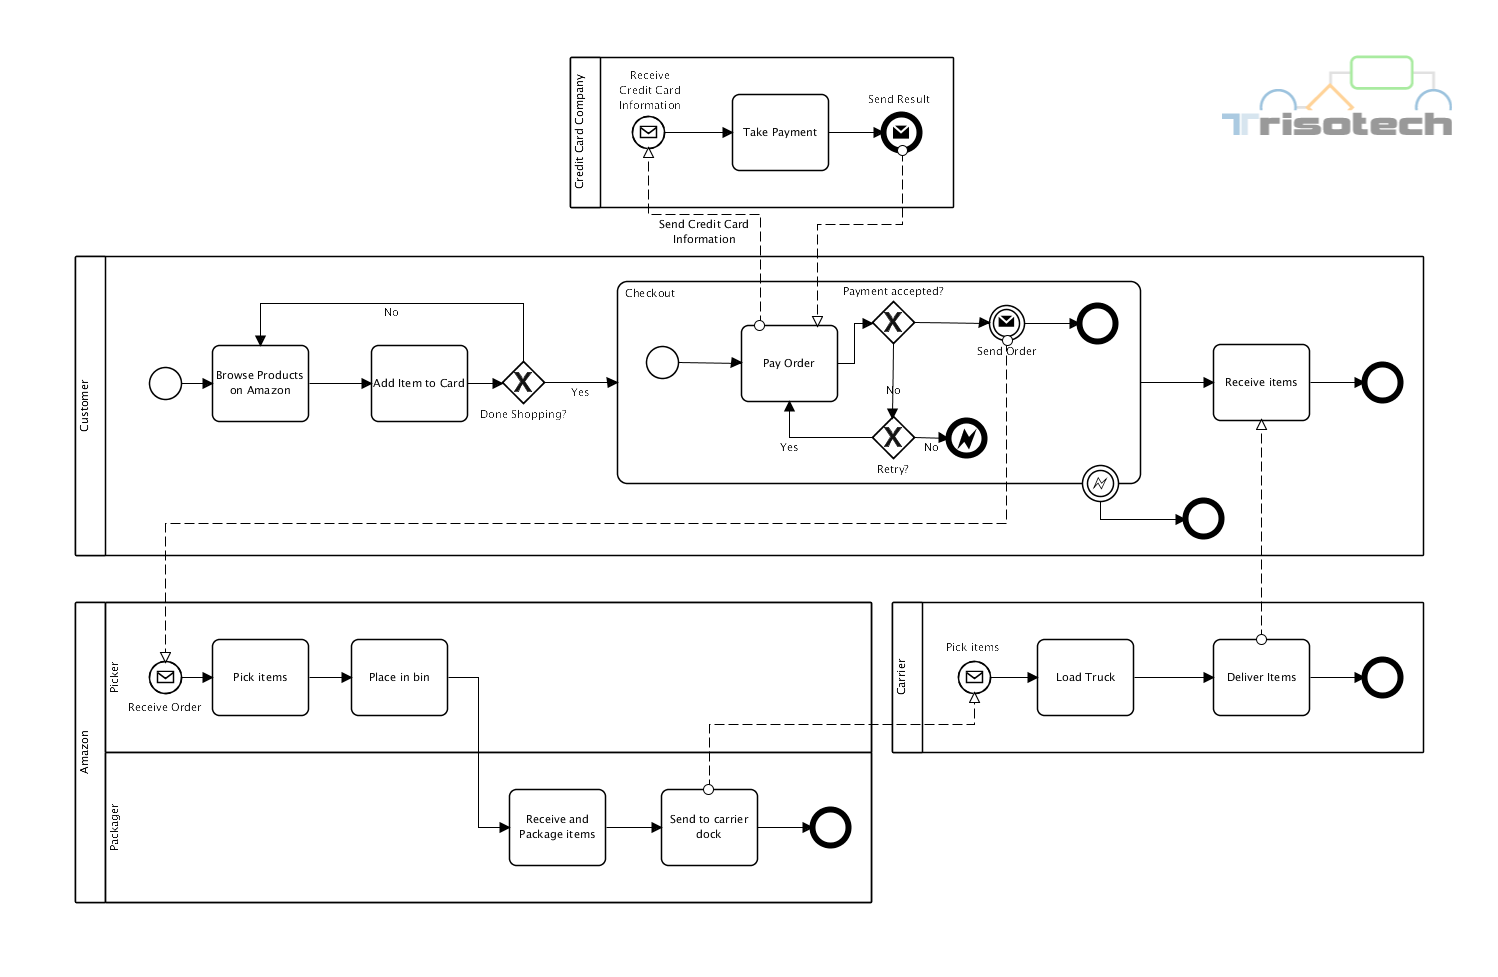 Trisotech
Credit Card Company
Receive
Credit Card
Information
Take Payment
Send Result
Send Credit Card
Information
Customer
No
Browse Products
on Amazon
Add Item to Card
Done Shopping?
Yes
Checkout
Pay Order
Payment accepted?
Send Order
No
Yes
Retry?
No
Receive items
Amazon
Picker
Receive Order
Pick items
Place in bin
Packager
Receive and
Package items
Send to carrier
dock
Carrier
Pick items
Load Truck
Deliver Items